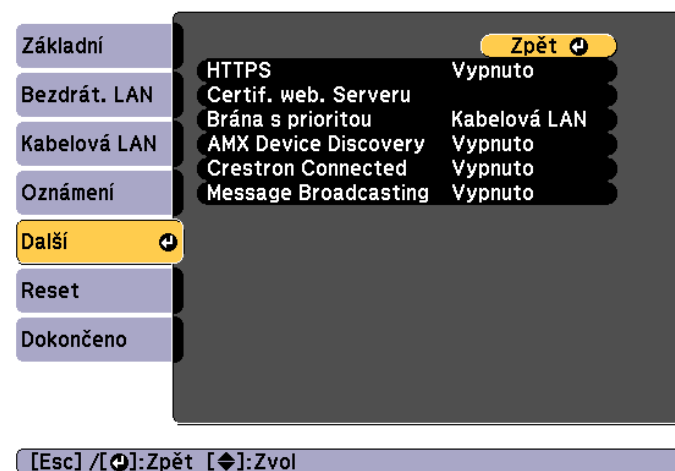 Základní
Bezdrát. LAN
Kabelová LAN
Oznámení
Další
Reset
Dokončeno
Zpět
HTTPS Vypnuto
Certif. web. Serveru
Brána s prioritou Kabelová LAN
AMX Device Discovery Vypnuto
Crestron Connected Vypnuto
Message Broadcasting Vypnuto
[Esc] /[⏎]:Zpět [◆]:Zvol